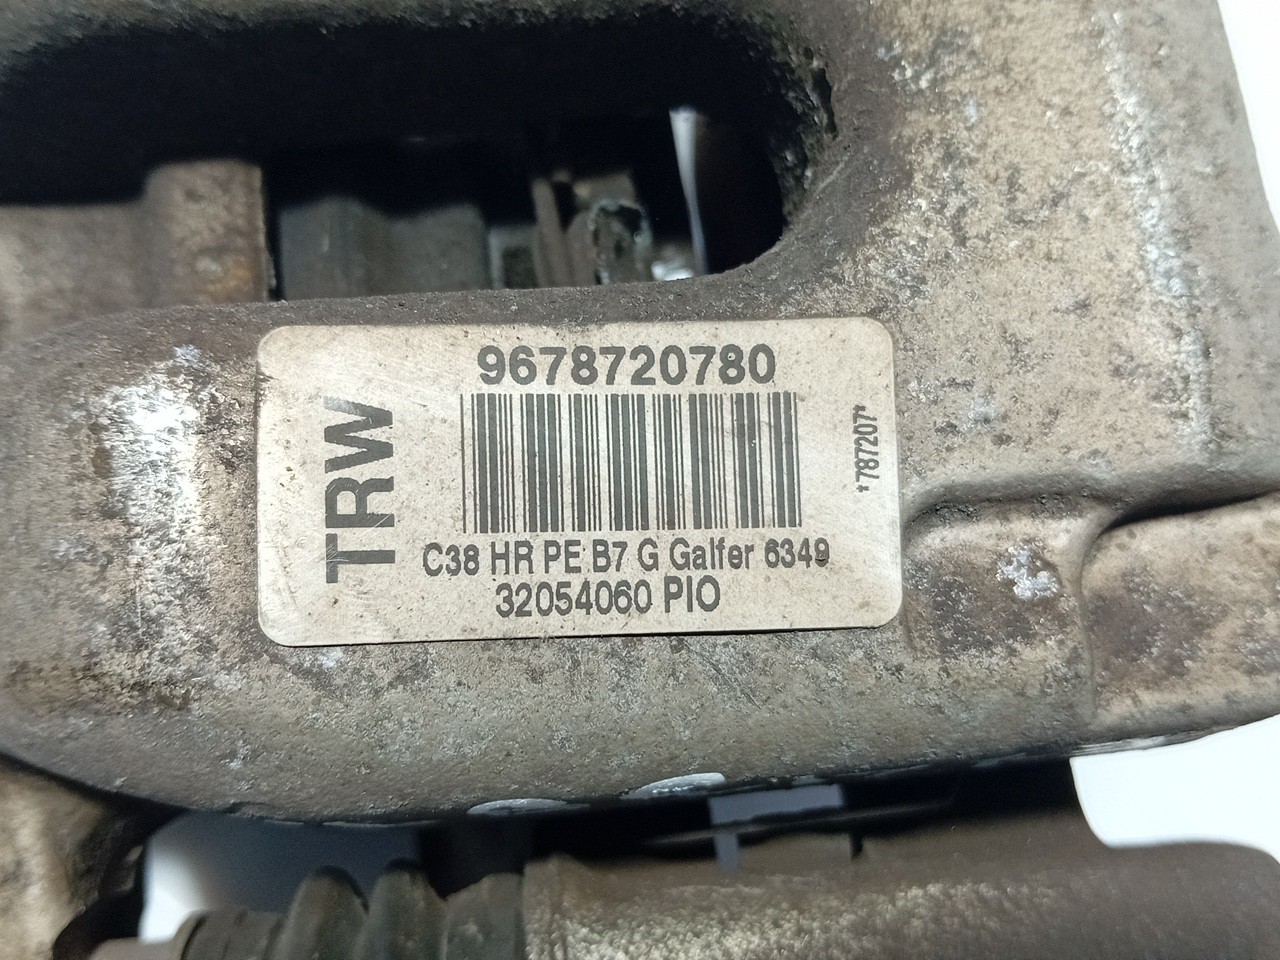 9678720780
TRW
*787207*
C38 HR PE B7 G Galfer 6349
32054060 PIO